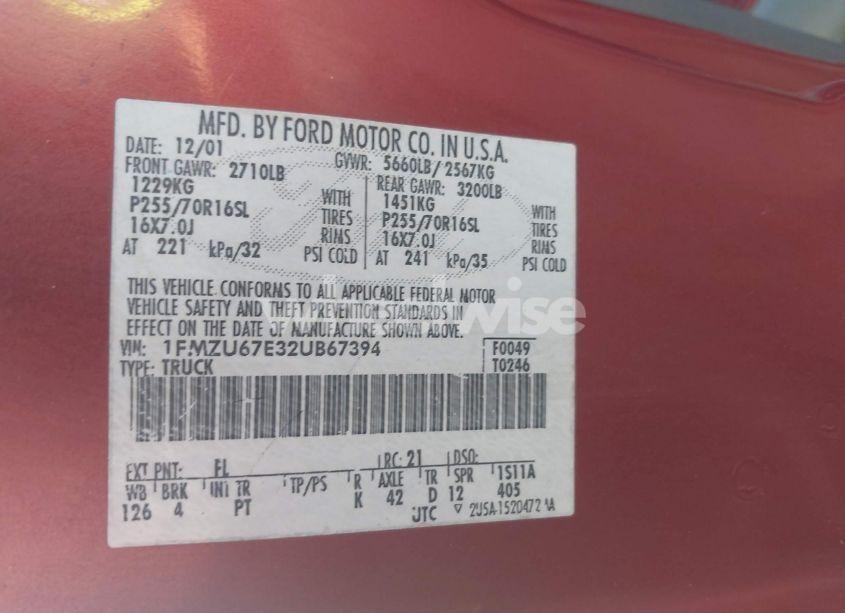 MFD. BY FORD MOTOR CO. IN U.S.A.
DATE: 12/01 GVWR: 5660LB/2567KG
FRONT GAWR: 2710LB REAR GAWR: 3200LB
1229KG WITH 1451KG WITH
P255/70R16SL TIRES P255/70R16SL TIRES
16X7.0J RIMS 16X7.0J RIMS
AT 221 kPa/32 PSI COLD AT 241 kPa/35 PSI COLD
THIS VEHICLE CONFORMS TO ALL APPLICABLE FEDERAL MOTOR
VEHICLE SAFETY AND THEFT PREVENTION STANDARDS IN
EFFECT ON THE DATE OF MANUFACTURE SHOWN ABOVE.
VIN: 1FMZU67E32UB67394 F0049
TYPE: TRUCK T0246
EXT PNT: FL RC: 21 DSO:
WB BRK INT TR TP/PS R AXLE TR SPR 1S11A
126 4 PT K 42 D 12 405
UTC 2U5A-1520472-AA